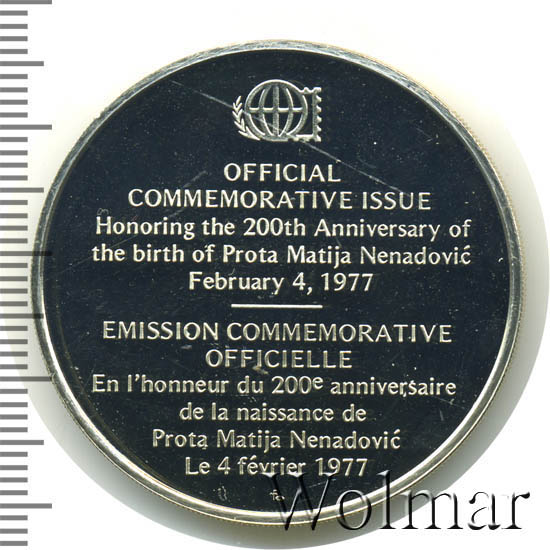 OFFICIAL
COMMEMORATIVE ISSUE
Honoring the 200th Anniversary of
the birth of Prota Matija Nenadović
February 4, 1977
EMISSION COMMEMORATIVE
OFFICIELLE
En l'honneur du 200e anniversaire
de la naissance de
Prota Matija Nenadović
Le 4 février 1977
Wolmar